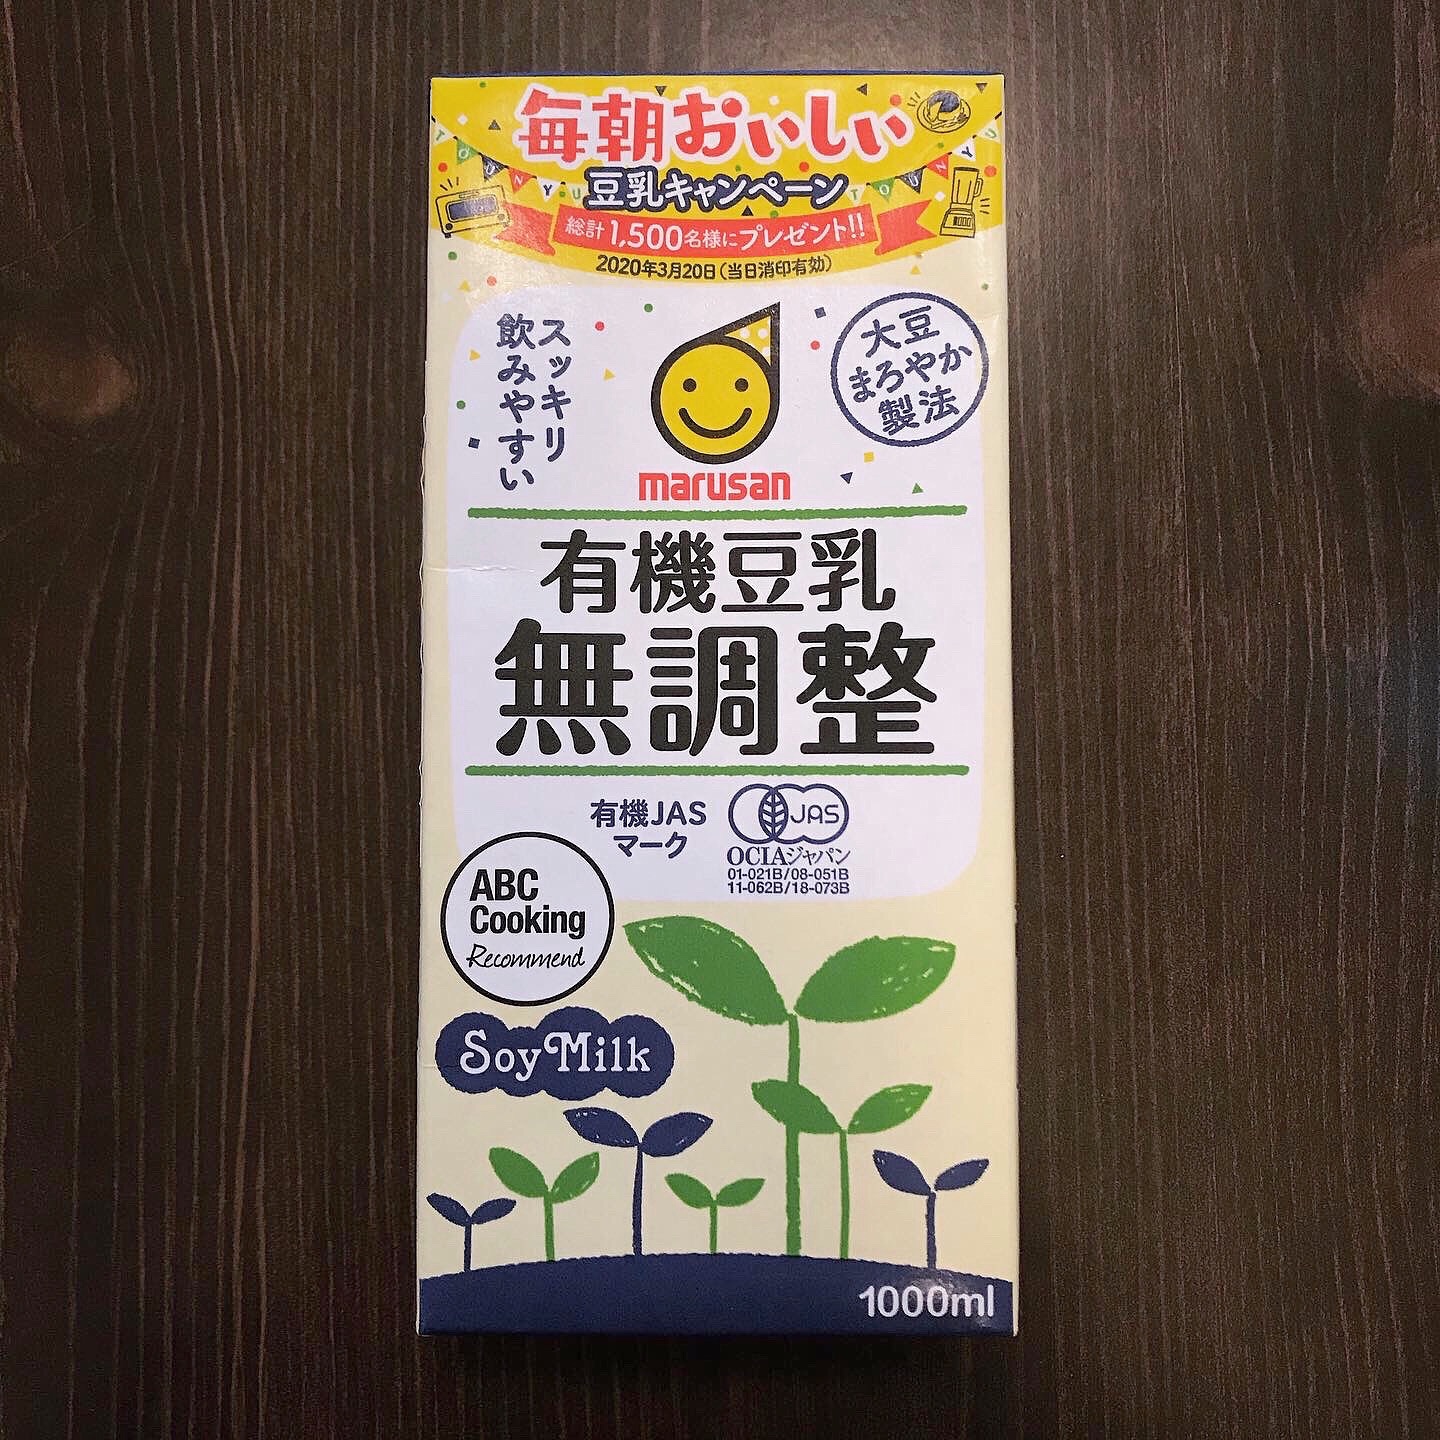 毎朝おいしい
TOUNYU
TOUNYU
豆乳キャンペーン
総計1,500名様にプレゼント!!
2020年3月20日(当日消印有効)
スッキリ
飲みやすい
大豆
まろやか
製法
marusan
有機豆乳
無調整
有機JAS
マーク
JAS
OCIAジャパン
01-021B/08-051B
11-062B/18-073B
ABC
Cooking
Recommend
Soy Milk
1000ml